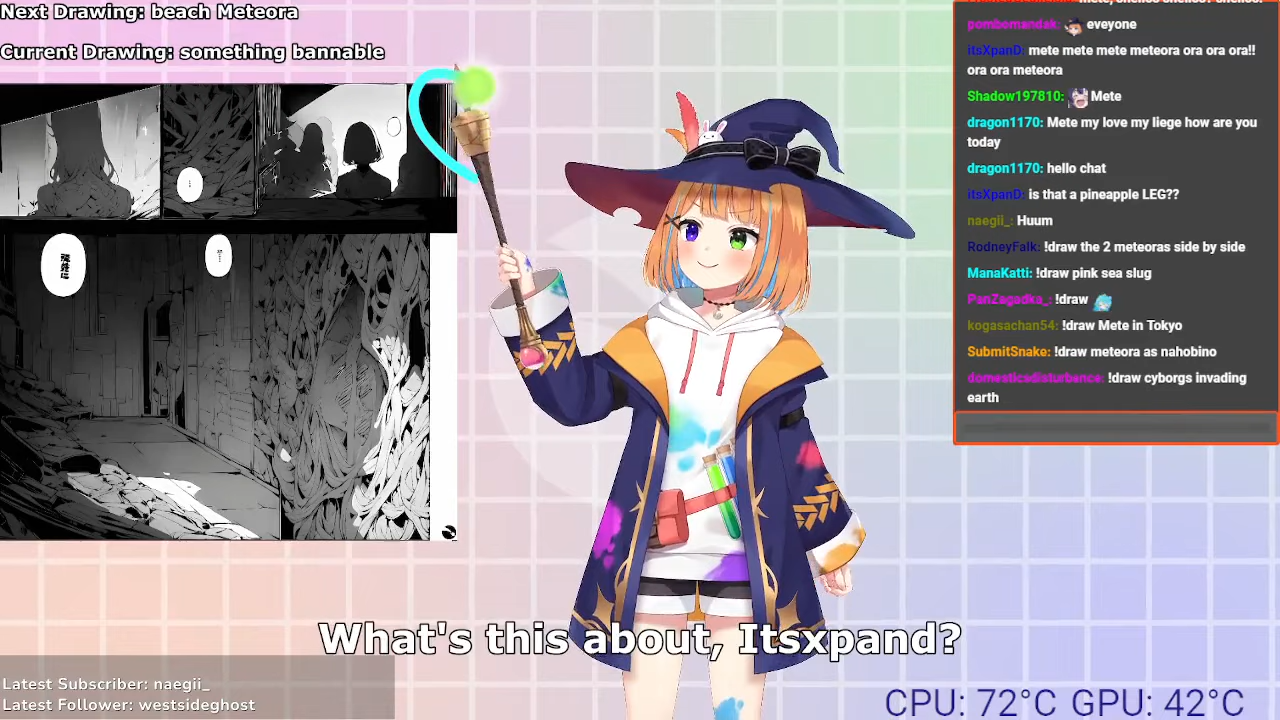 Next Drawing: beach Meteora
Current Drawing: something bannable
pombomandak: eveyone
itsXpanD: mete mete mete meteora ora ora ora!!
ora ora meteora
Shadow197810: Mete
dragon1170: Mete my love my liege how are you
today
dragon1170: hello chat
itsXpanD: is that a pineapple LEG??
naegii_: Huum
RodneyFalk: !draw the 2 meteoras side by side
ManaKatti: !draw pink sea slug
PanZagadka_: !draw
kogasachan54: !draw Mete in Tokyo
SubmitSnake: !draw meteora as nahobino
domesticsdisturbance: !draw cyborgs invading
earth
What's this about, Itsxpand?
Latest Subscriber: naegii_
Latest Follower: westsideghost
CPU: 72°C GPU: 42°C